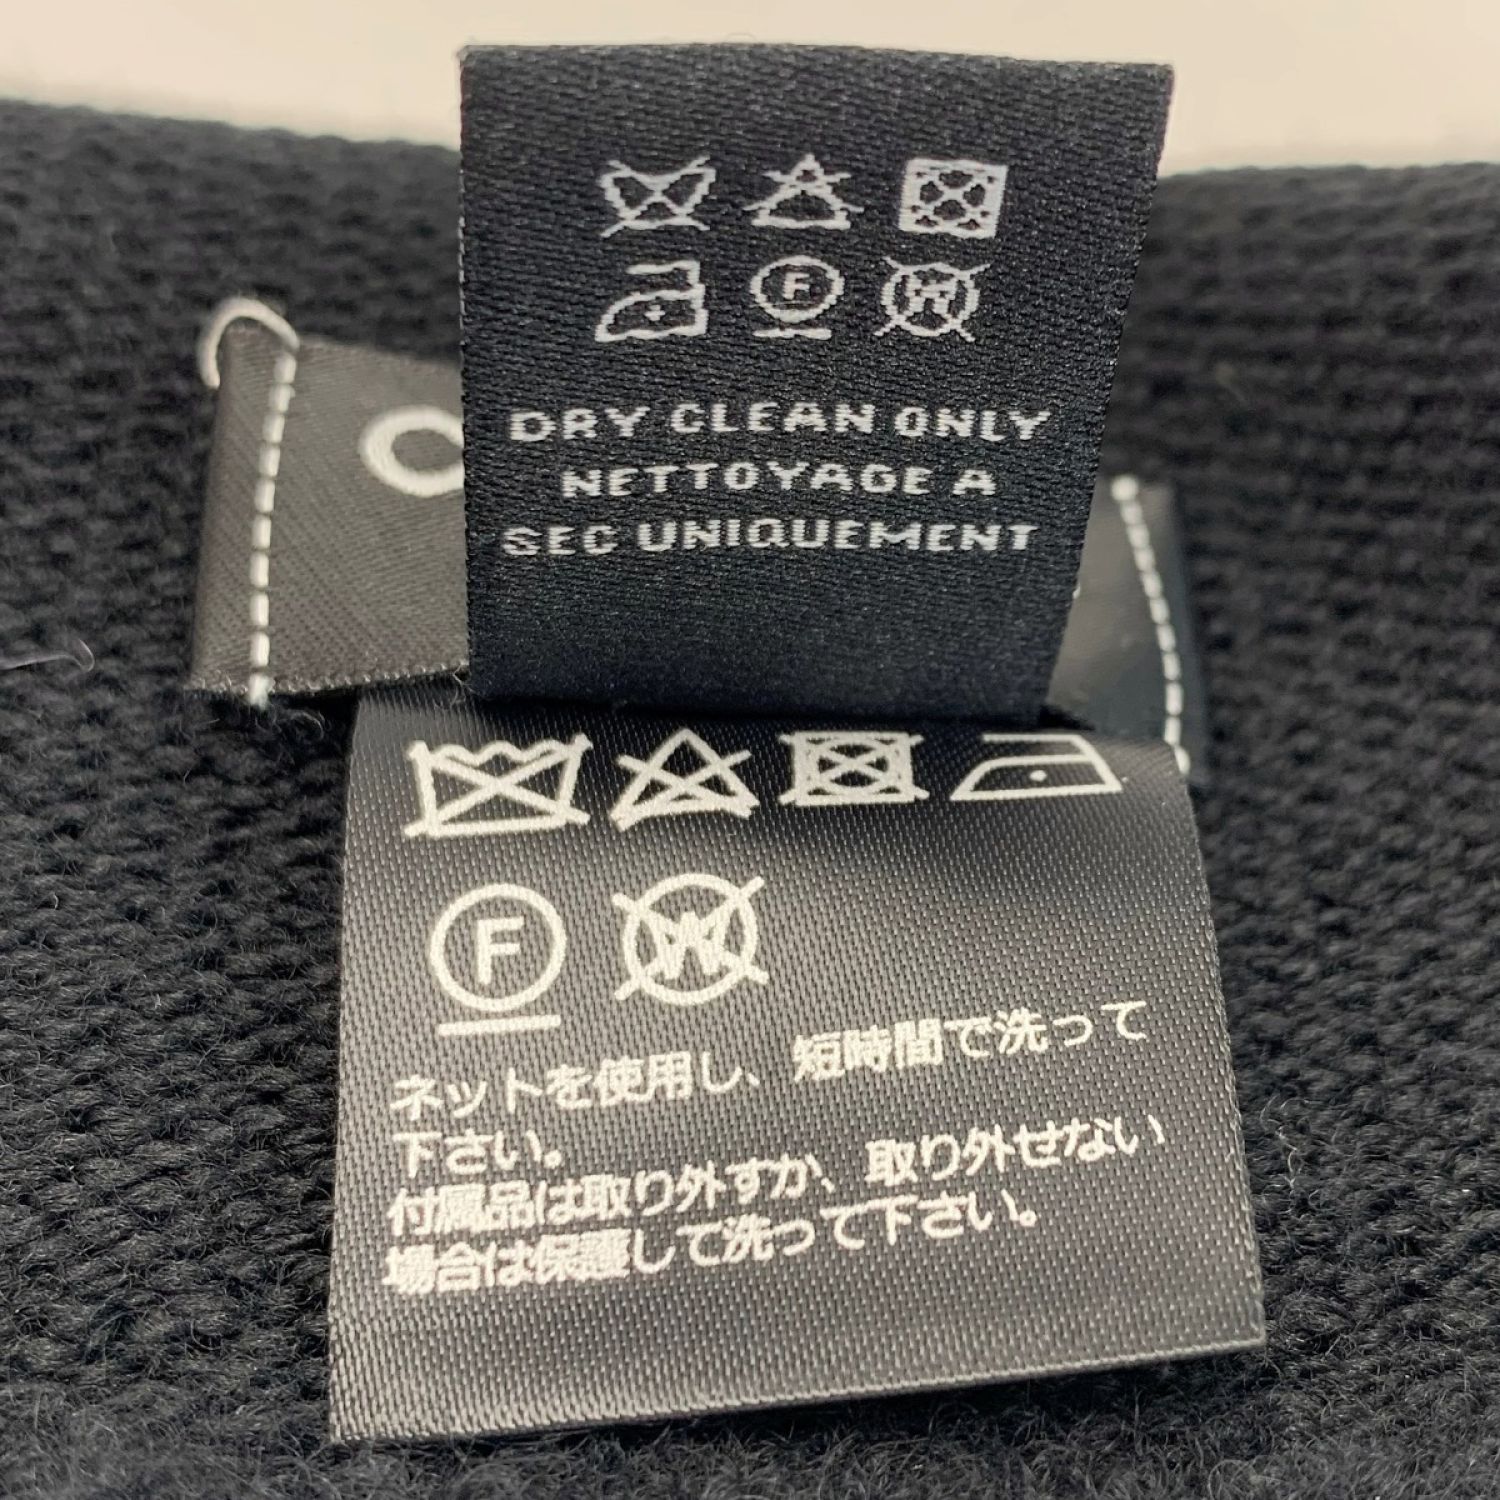 F W
DRY CLEAN ONLY
NETTOYAGE A
SEC UNIQUEMENT
C
F W
ネットを使用し、短時間で洗って
下さい。
付属品は取り外すか、取り外せない
場合は保護して洗って下さい。